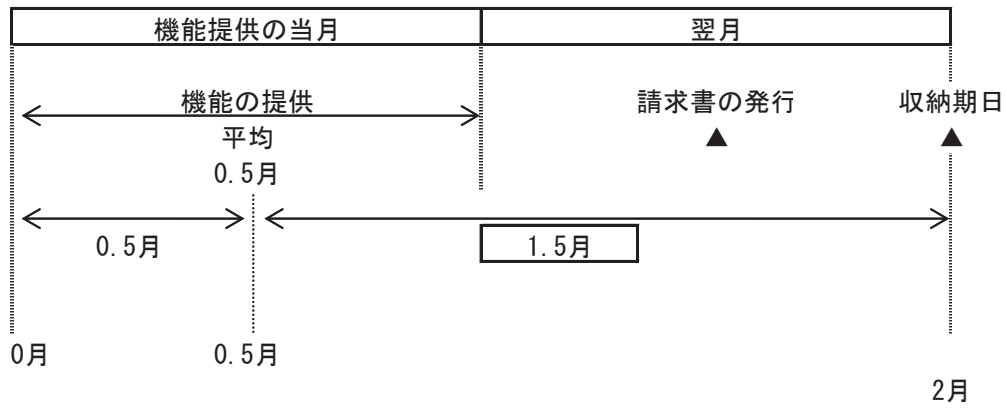 機能提供の当月 翌月
機能の提供 請求書の発行 収納期日
平均 ▲ ▲
0.5月
0.5月 1.5月
0月 0.5月
2月